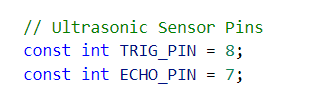 // Ultrasonic Sensor Pins
const int TRIG_PIN = 8;
const int ECHO_PIN = 7;